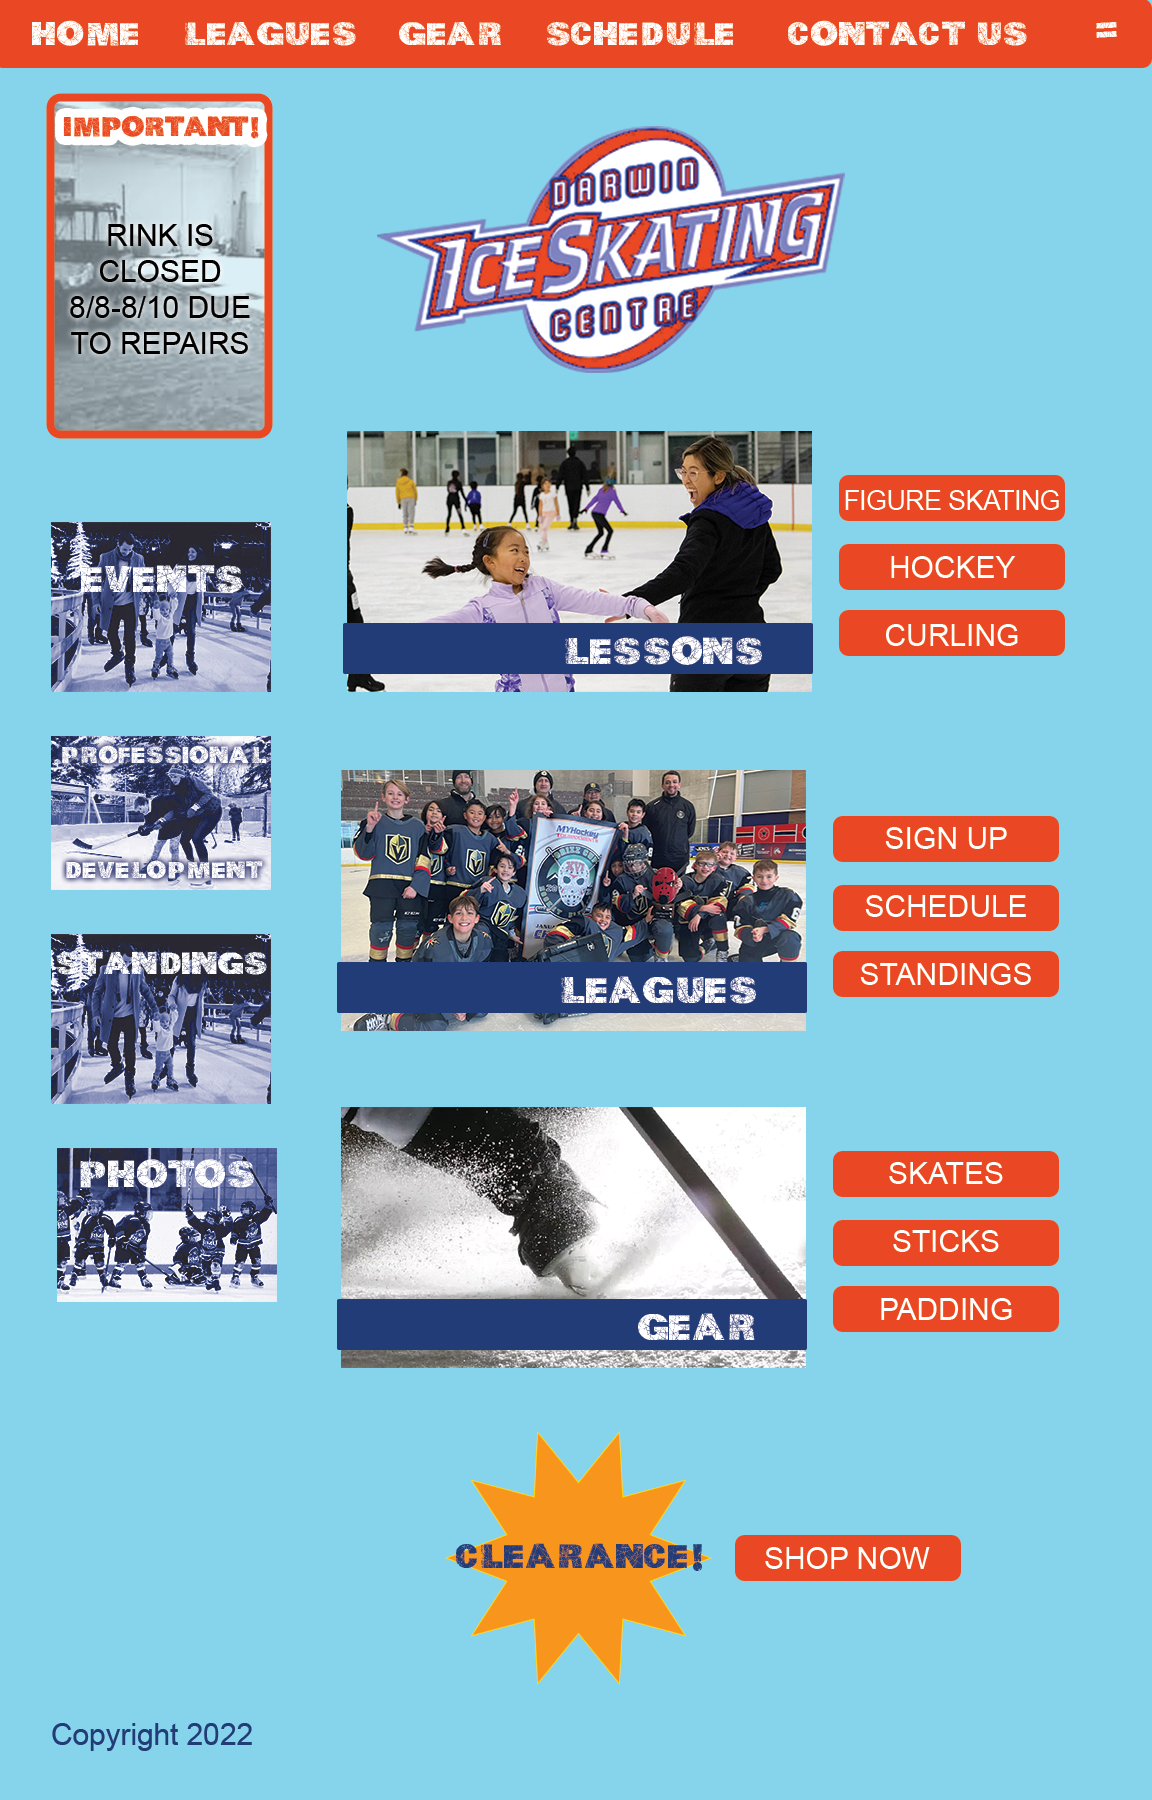 HOME LEAGUES GEAR SCHEDULE CONTACT US =
IMPORTANT!
RINK IS
CLOSED
8/8-8/10 DUE
TO REPAIRS
DARWIN
ICESKATING
CENTRE
EVENTS
PROFESSIONAL
DEVELOPMENT
STANDINGS
PHOTOS
LESSONS
FIGURE SKATING
HOCKEY
CURLING
MYHockey
LEAGUES
SIGN UP
SCHEDULE
STANDINGS
GEAR
SKATES
STICKS
PADDING
CLEARANCE!
SHOP NOW
Copyright 2022